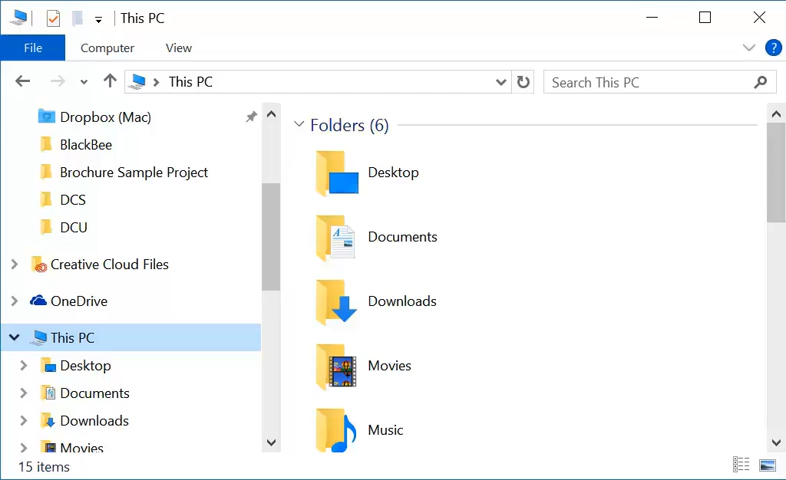 This PC
File
Computer
View
?
This PC
Search This PC
Dropbox (Mac)
BlackBee
Brochure Sample Project
DCS
DCU
Creative Cloud Files
OneDrive
This PC
Desktop
Documents
Downloads
Movies
Folders (6)
Desktop
Documents
Downloads
Movies
Music
15 items